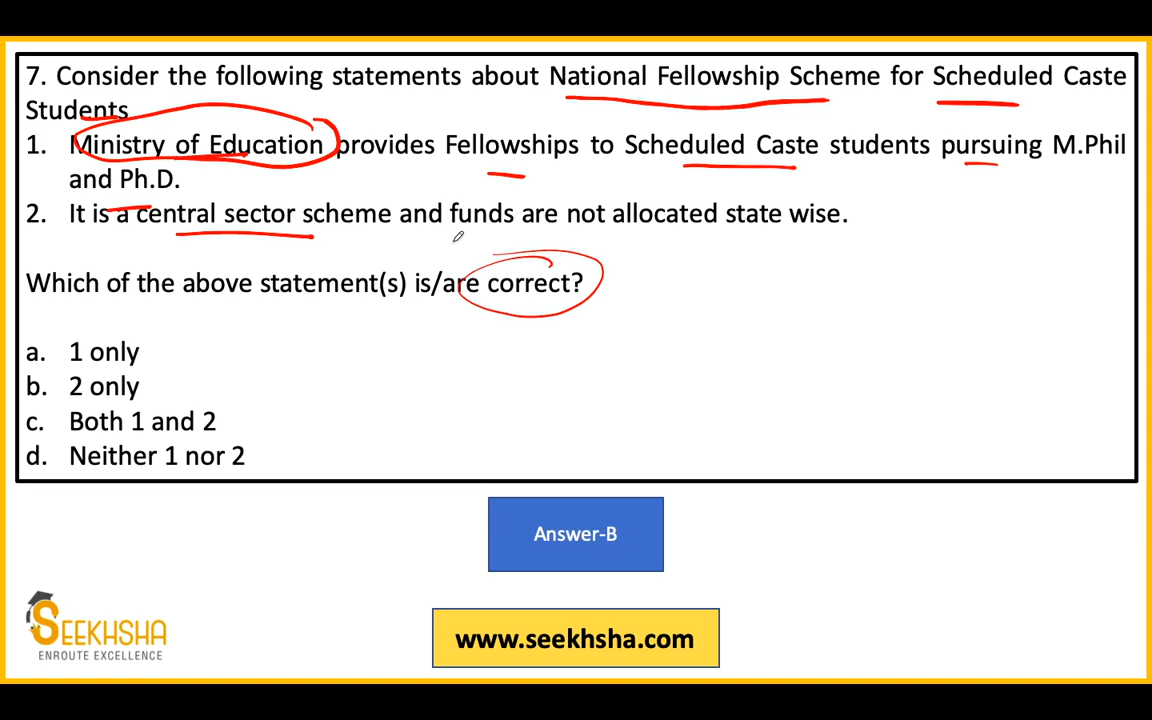 7. Consider the following statements about National Fellowship Scheme for Scheduled Caste
Students
1. Ministry of Education provides Fellowships to Scheduled Caste students pursuing M.Phil
and Ph.D.
2. It is a central sector scheme and funds are not allocated state wise.
Which of the above statement(s) is/are correct?
a. 1 only
b. 2 only
c. Both 1 and 2
d. Neither 1 nor 2
Answer-B
SEEKHSHA
ENROUTE EXCELLENCE
www.seekhsha.com